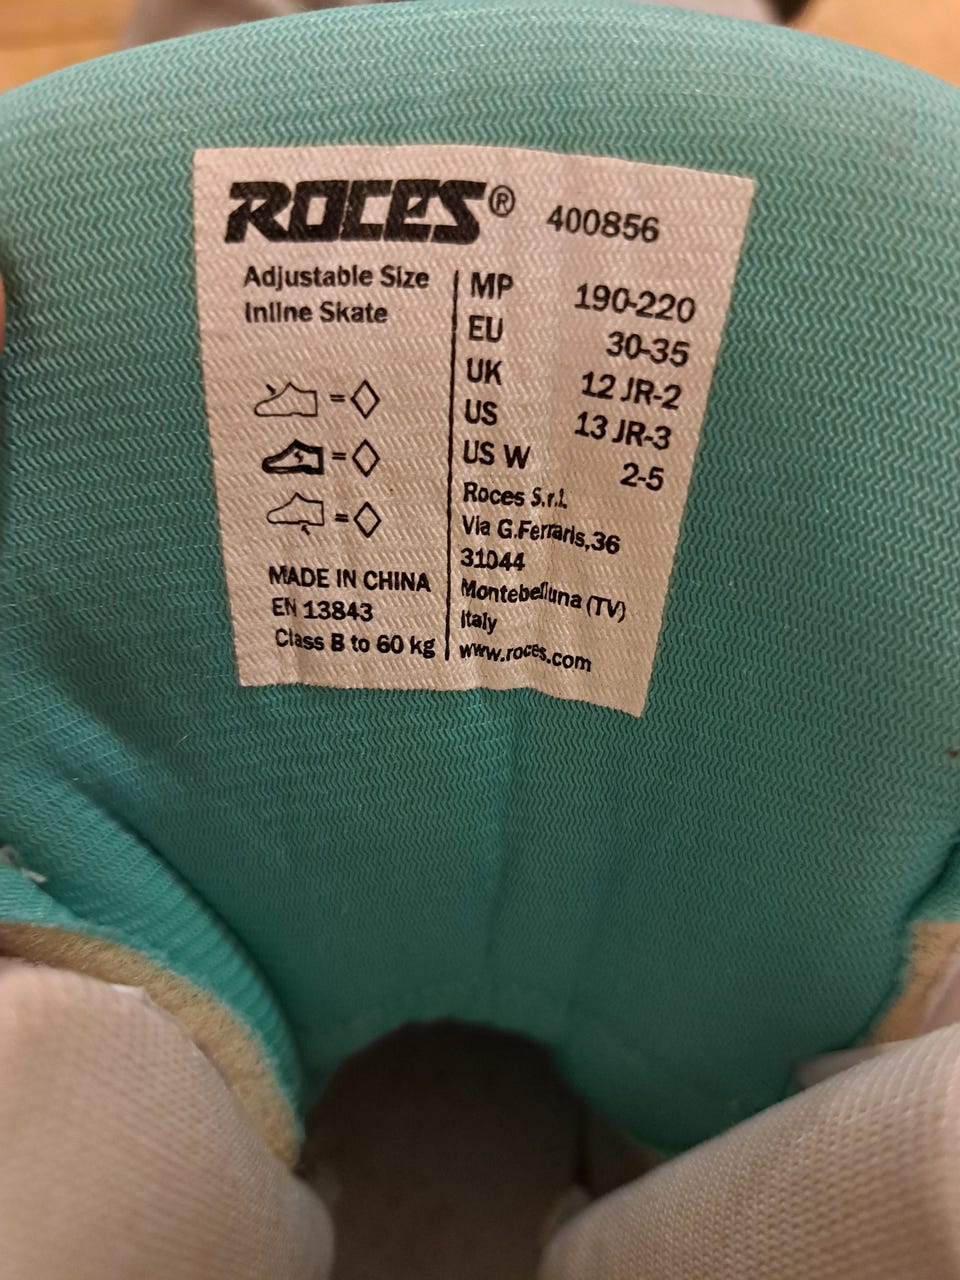 ROCES® 400856
Adjustable Size
Inline Skate
=
=
=
MADE IN CHINA
EN 13843
Class B to 60 kg
MP 190-220
EU 30-35
UK 12 JR-2
US 13 JR-3
US W 2-5
Roces S.r.l.
Via G.Ferraris,36
31044
Montebelluna (TV)
Italy
www.roces.com